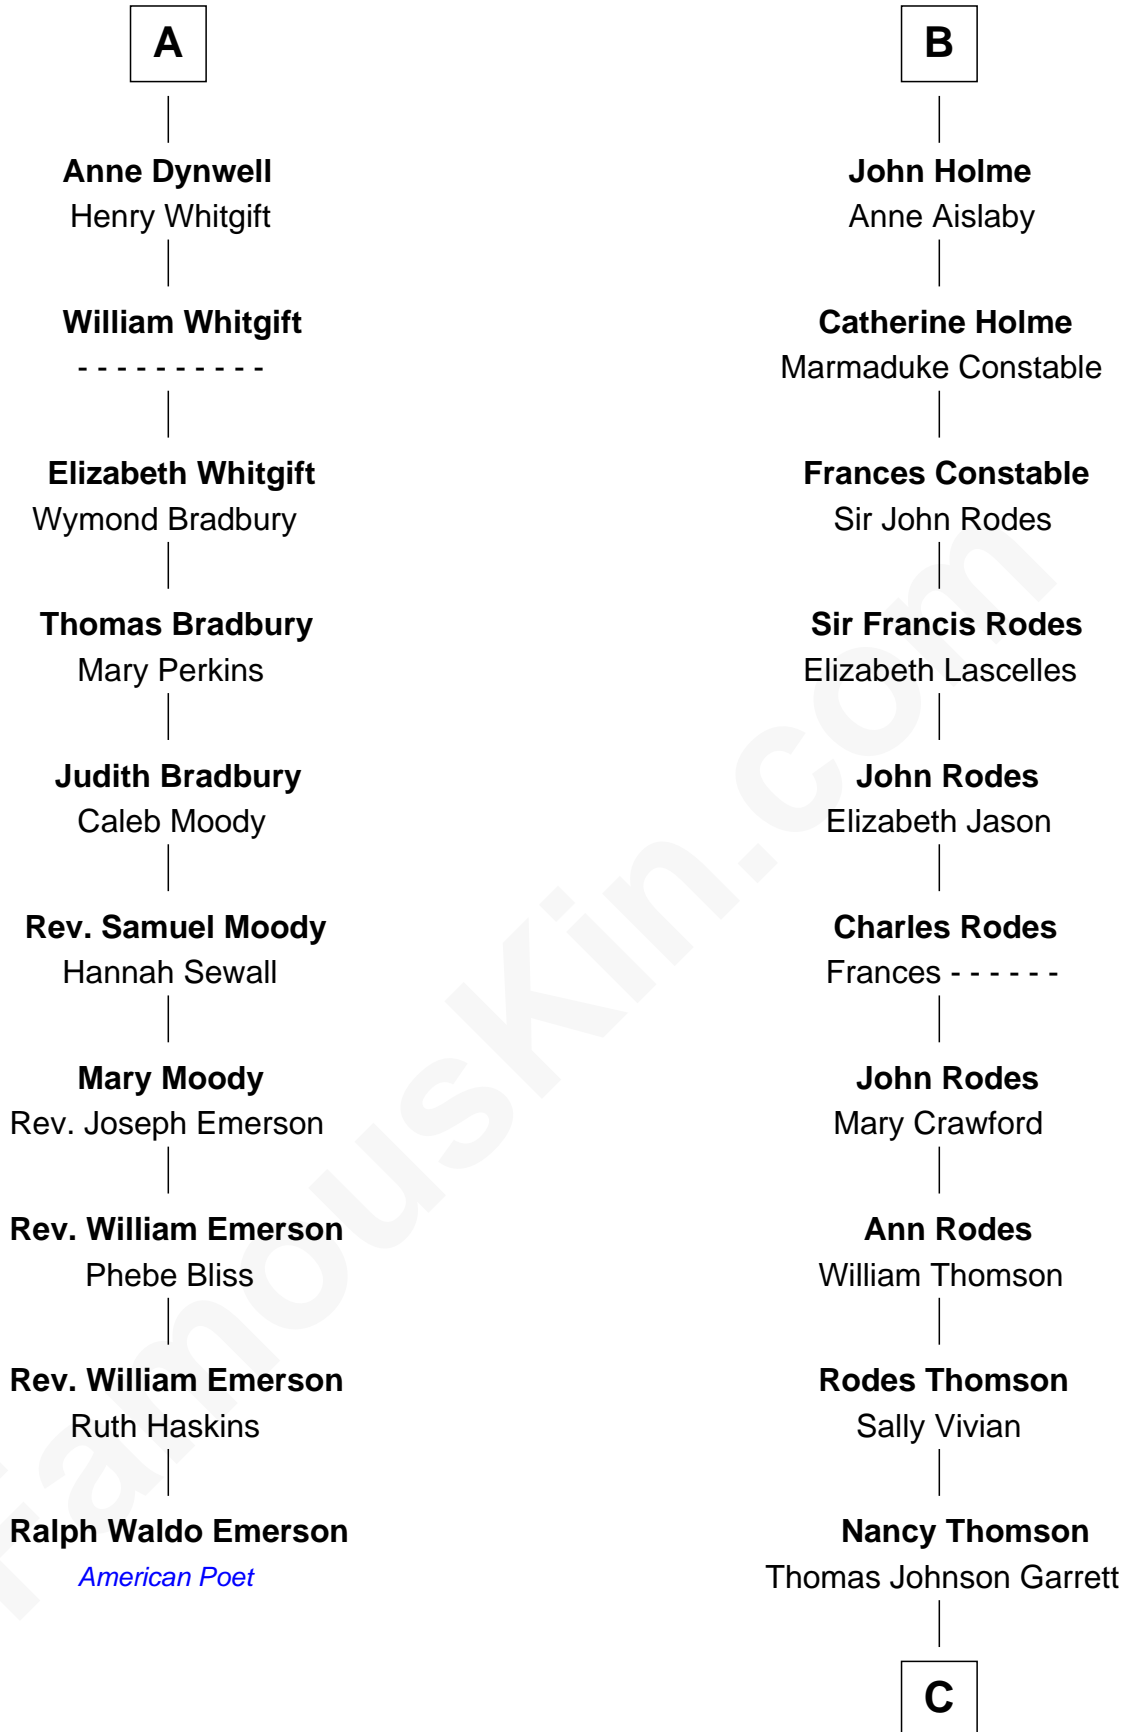 A
Anne Dynwell
Henry Whitgift
William Whitgift
- - - - - - - - - -
Elizabeth Whitgift
Wymond Bradbury
Thomas Bradbury
Mary Perkins
Judith Bradbury
Caleb Moody
Rev. Samuel Moody
Hannah Sewall
Mary Moody
Rev. Joseph Emerson
Rev. William Emerson
Phebe Bliss
Rev. William Emerson
Ruth Haskins
Ralph Waldo Emerson
American Poet
B
John Holme
Anne Aislaby
Catherine Holme
Marmaduke Constable
Frances Constable
Sir John Rodes
Sir Francis Rodes
Elizabeth Lascelles
John Rodes
Elizabeth Jason
Charles Rodes
Frances - - - - - -
John Rodes
Mary Crawford
Ann Rodes
William Thomson
Rodes Thomson
Sally Vivian
Nancy Thomson
Thomas Johnson Garrett
C
FamousKin.com